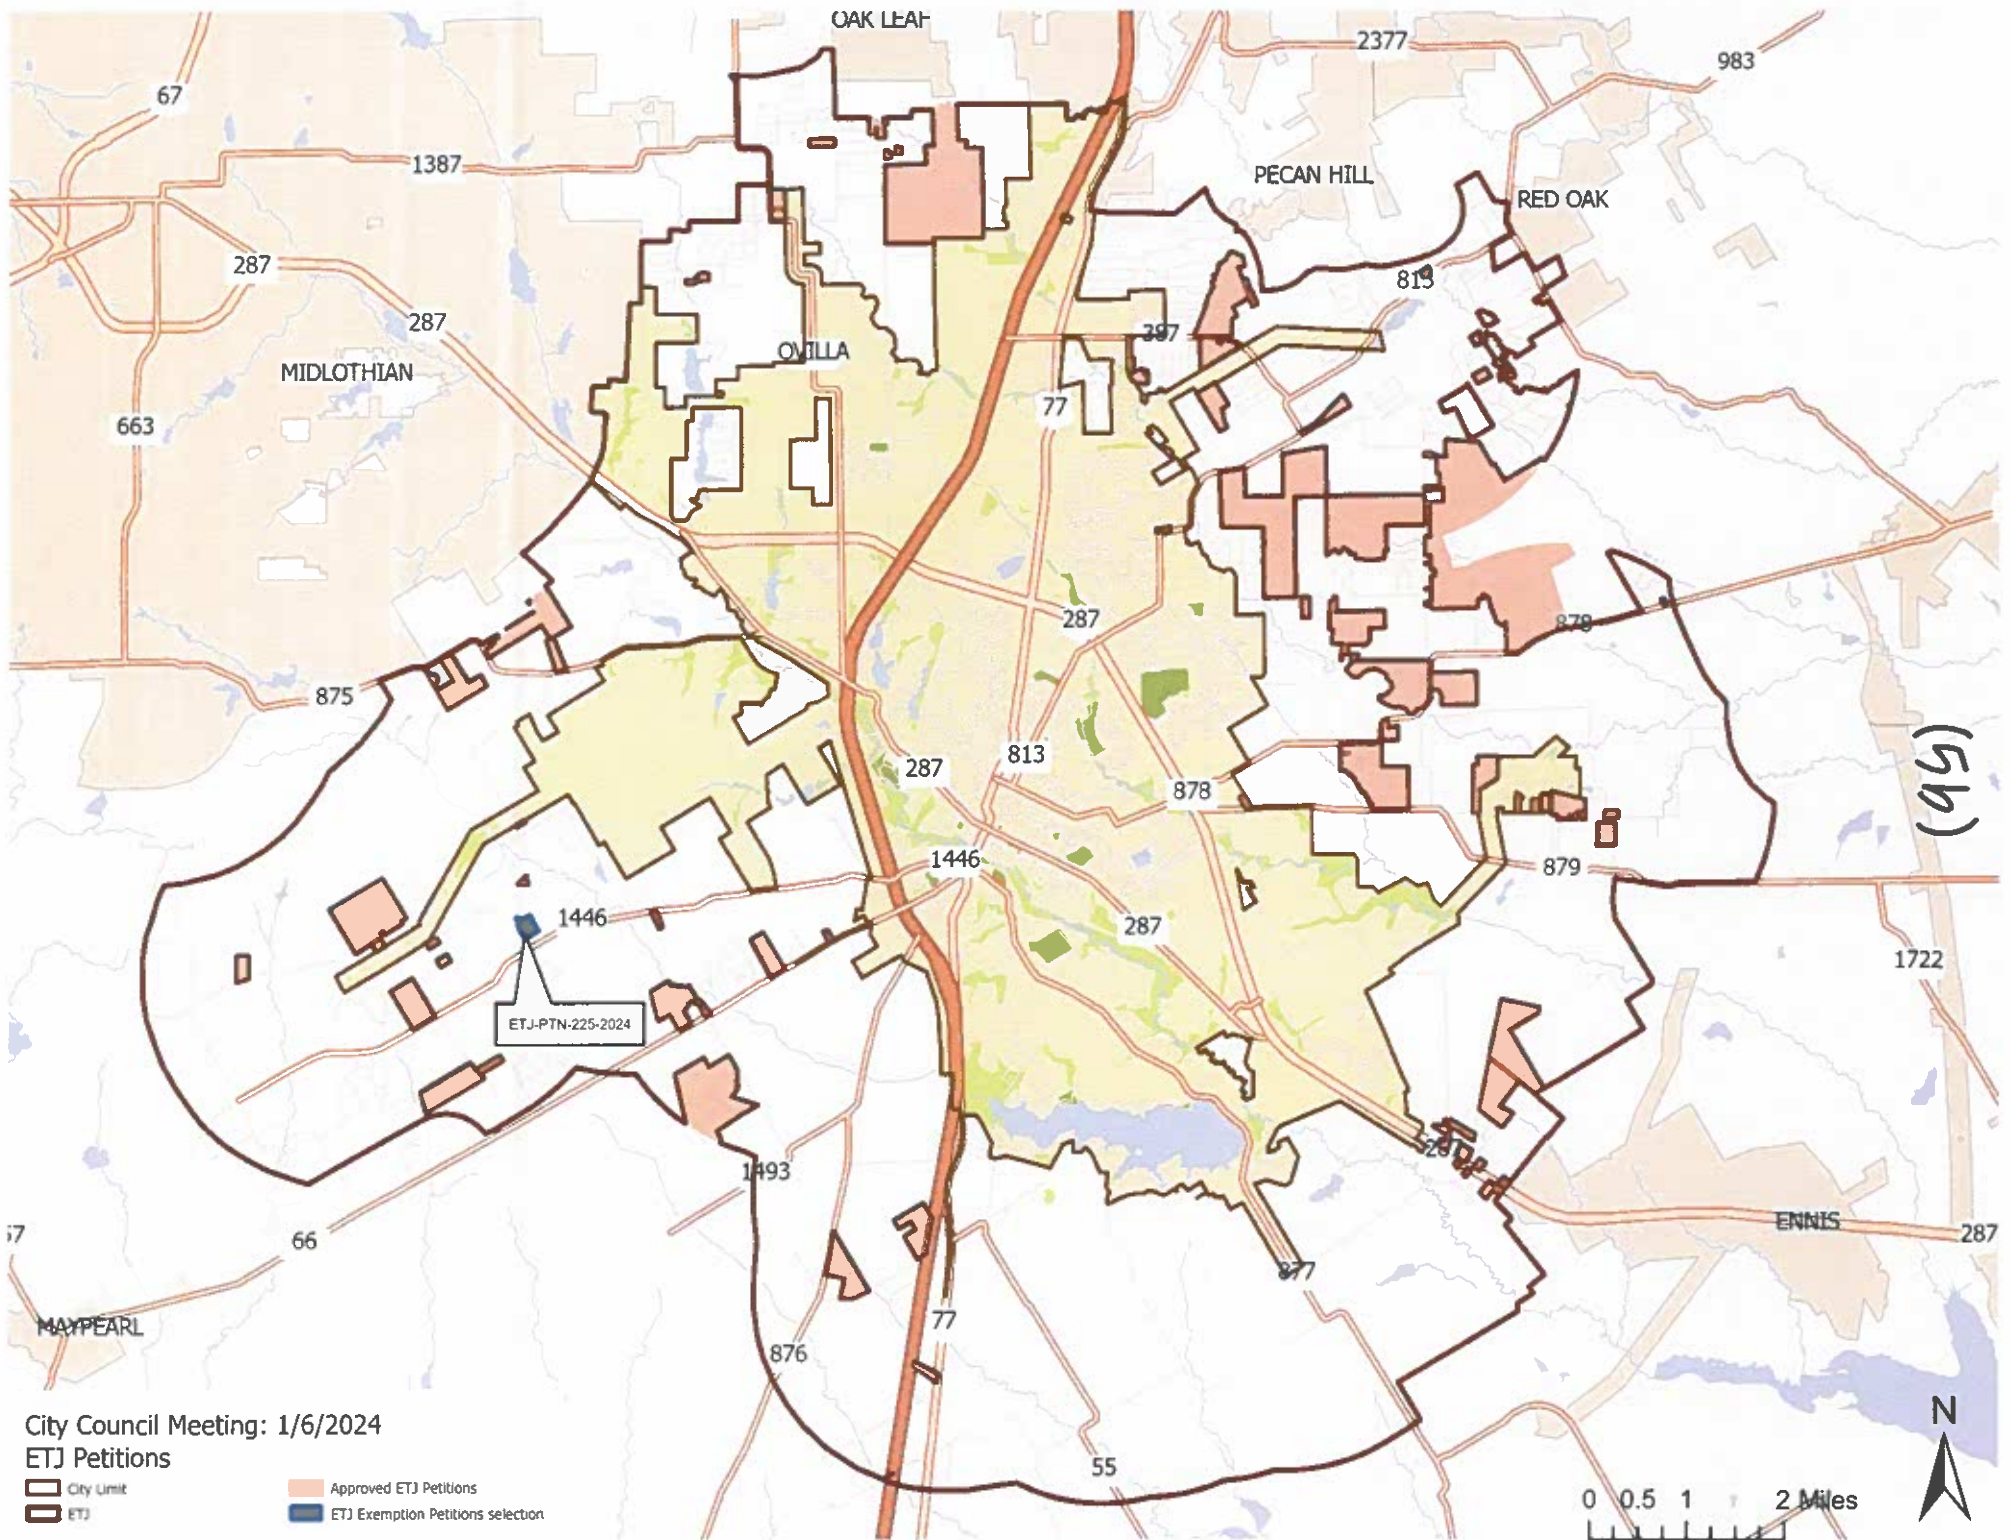 OAK LEAF
2377
983
67
1387
PECAN HILL
RED OAK
287
813
287
387
OVILLA
MIDLOTHIAN
77
663
287
878
875
(5b)
813
287
878
1446
879
1446
287
1722
ETJ-PTN-225-2024
287
1493
ENNIS
287
66
877
77
MAYPEARL
876
55
City Council Meeting: 1/6/2024
ETJ Petitions
City Limit
Approved ETJ Petitions
ETJ
ETJ Exemption Petitions selection
N
0 0.5 1 2 Miles